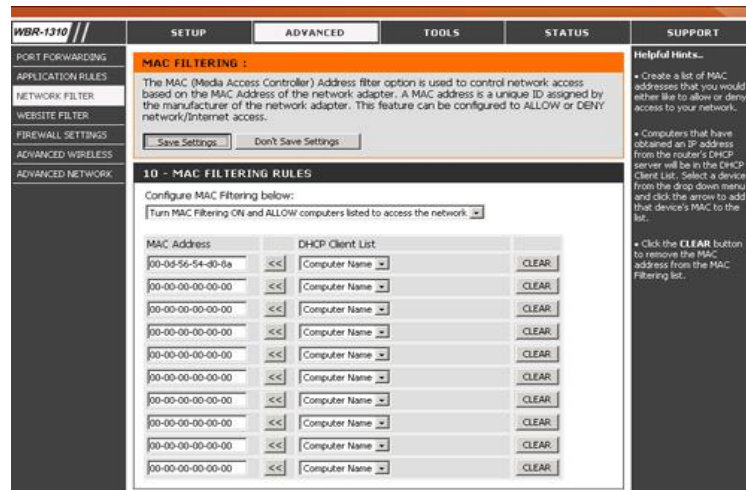 WBR-1310
SETUP
ADVANCED
TOOLS
STATUS
SUPPORT
PORT FORWARDING
APPLICATION RULES
NETWORK FILTER
WEBSITE FILTER
FIREWALL SETTINGS
ADVANCED WIRELESS
ADVANCED NETWORK
MAC FILTERING :
The MAC (Media Access Controller) Address filter
option is used to control network access
based on the MAC Address of the network adapter. A MAC address is a unique ID assigned by
the manufacturer of the network adapter. This feature can be configured to ALLOW or DENY
network/Internet access.
Save Settings
Don't Save Settings
10 - MAC FILTERING RULES
Configure MAC Filtering below:
Turn MAC Filtering ON and ALLOW computers listed to access the network
MAC Address
DHCP Client List
00-0d-56-54-d0-8a << Computer Name CLEAR
00-00-00-00-00-00 << Computer Name CLEAR
00-00-00-00-00-00 << Computer Name CLEAR
00-00-00-00-00-00 << Computer Name CLEAR
00-00-00-00-00-00 << Computer Name CLEAR
00-00-00-00-00-00 << Computer Name CLEAR
00-00-00-00-00-00 << Computer Name CLEAR
00-00-00-00-00-00 << Computer Name CLEAR
00-00-00-00-00-00 << Computer Name CLEAR
00-00-00-00-00-00 << Computer Name CLEAR
Helpful Hints..
• Create a list of MAC
addresses that you would
either like to allow or deny
access to your network.
• Computers that have
obtained an IP address
from the router's DHCP
server will be in the DHCP
Client List. Select a device
from the drop down menu
and click the arrow to add
that device's MAC to the
list.
• Click the CLEAR button
to remove the MAC
address from the MAC
Filtering list.